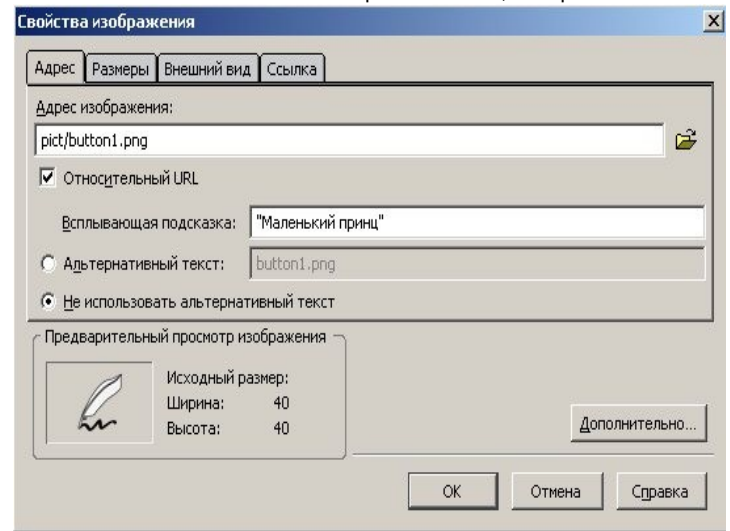 Свойства изображения
Адрес Размеры Внешний вид Ссылка
Адрес изображения:
pict/button1.png
Относительный URL
Всплывающая подсказка: "Маленький принц"
Альтернативный текст: button1.png
Не использовать альтернативный текст
Предварительный просмотр изображения
Исходный размер:
Ширина: 40
Высота: 40
Дополнительно...
ОК Отмена Справка